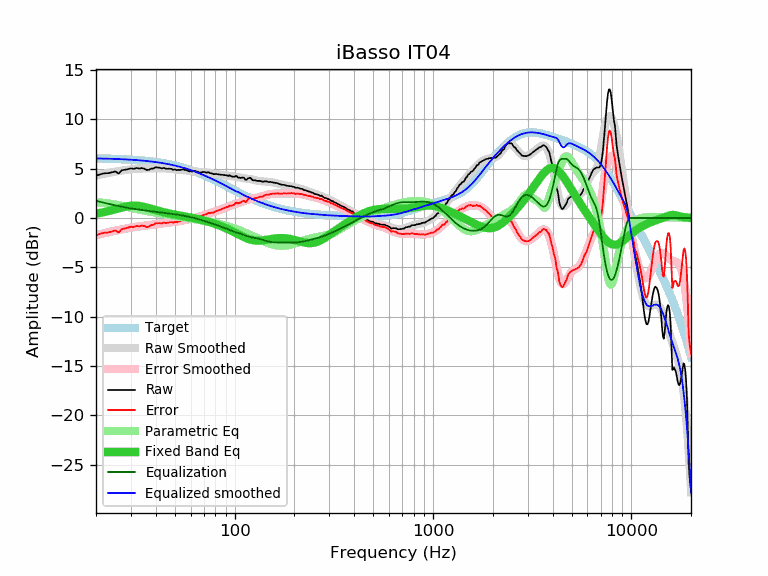 iBasso IT04
Amplitude (dBr)
15
10
5
0
−5
−10
−15
−20
−25
Target
Raw Smoothed
Error Smoothed
Raw
Error
Parametric Eq
Fixed Band Eq
Equalization
Equalized smoothed
100
1000
10000
Frequency (Hz)